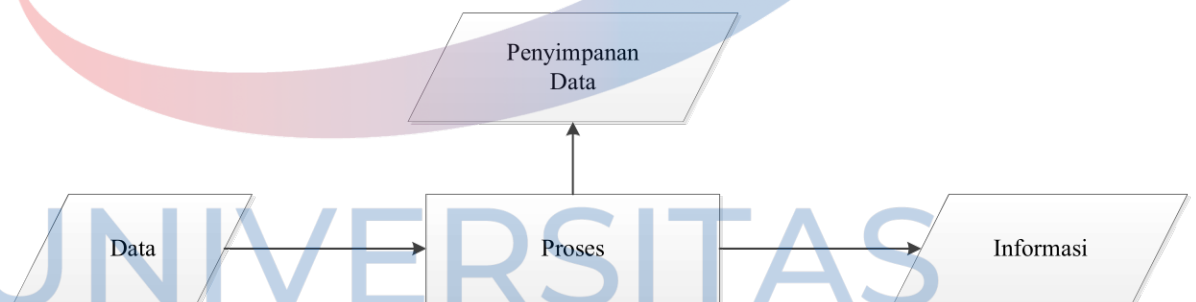 Penyimpanan
Data
Data
Proses
Informasi
UNIVERSITAS